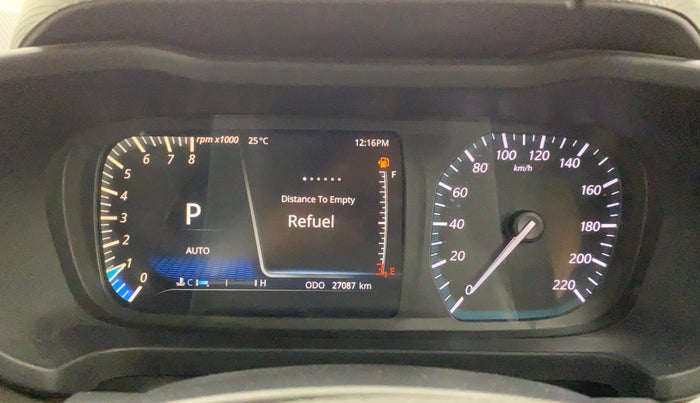 rpm x1000 25 °C 12:16PM
0 1 2 3 4 5 6 7 8
P
AUTO
......
Distance To Empty
Refuel
F
E
C H
ODO 27087 km
0 20 40 60 80 100 120 140 160 180 200 220
km/h